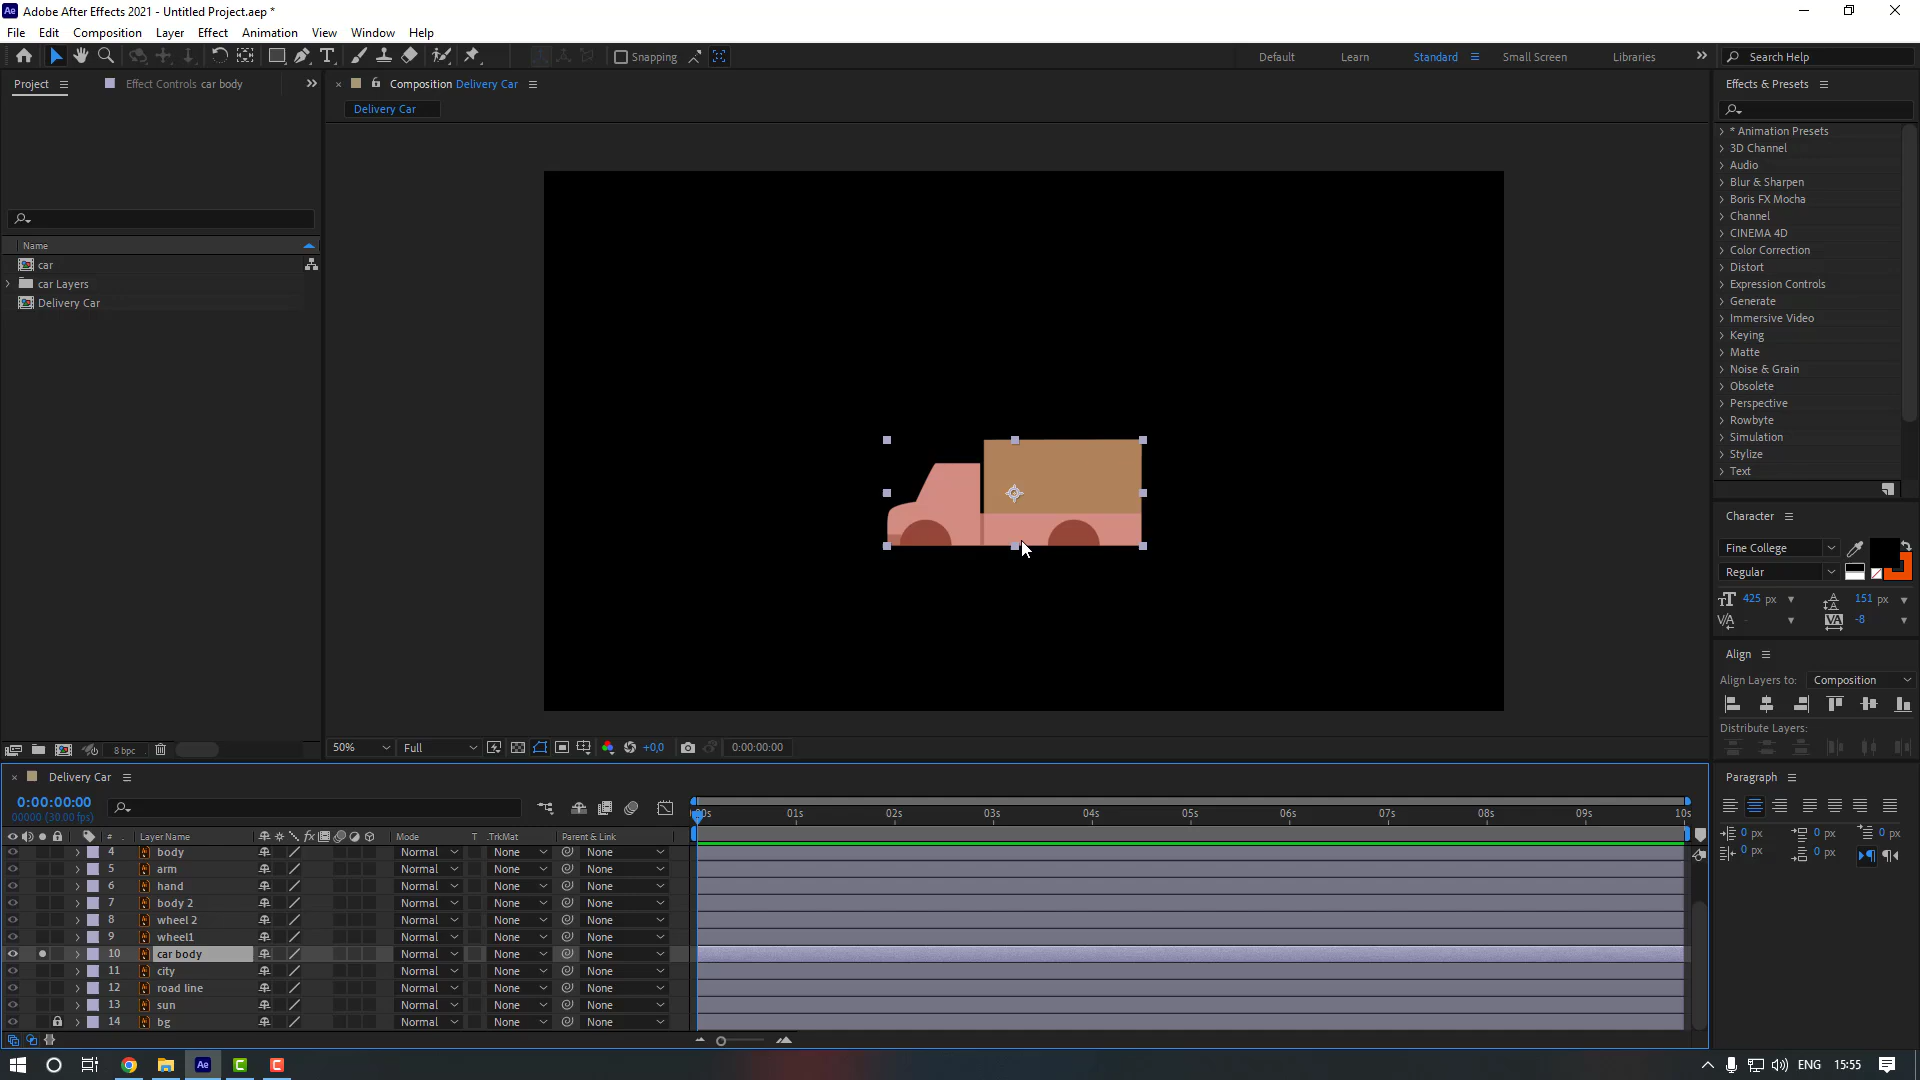 Adobe After Effects 2021 - Untitled Project.aep *
File Edit Composition Layer Effect Animation View Window Help
Snapping
Default Learn Standard Small Screen Libraries
Search Help
Project
Effect Controls car body
Composition Delivery Car
Delivery Car
Name
car
car Layers
Delivery Car
8 bpc
50%
Full
+0,0
0:00:00:00
Effects & Presets
* Animation Presets
3D Channel
Audio
Blur & Sharpen
Boris FX Mocha
Channel
CINEMA 4D
Color Correction
Distort
Expression Controls
Generate
Immersive Video
Keying
Matte
Noise & Grain
Obsolete
Perspective
Rowbyte
Simulation
Stylize
Text
Character
Fine College
Regular
425 px
151 px
-8
Align
Align Layers to: Composition
Distribute Layers:
Paragraph
0 px 0 px 0 px
0 px 0 px
Delivery Car
0:00:00:00
00000 (30.00 fps)
# Layer Name Mode T .TrkMat Parent & Link
01s 02s 03s 04s 05s 06s 07s 08s 09s 10s
4 body Normal None None
5 arm Normal None None
6 hand Normal None None
7 body 2 Normal None None
8 wheel 2 Normal None None
9 wheel1 Normal None None
10 car body Normal None None
11 city Normal None None
12 road line Normal None None
13 sun Normal None None
14 bg Normal None None
ENG 15:55